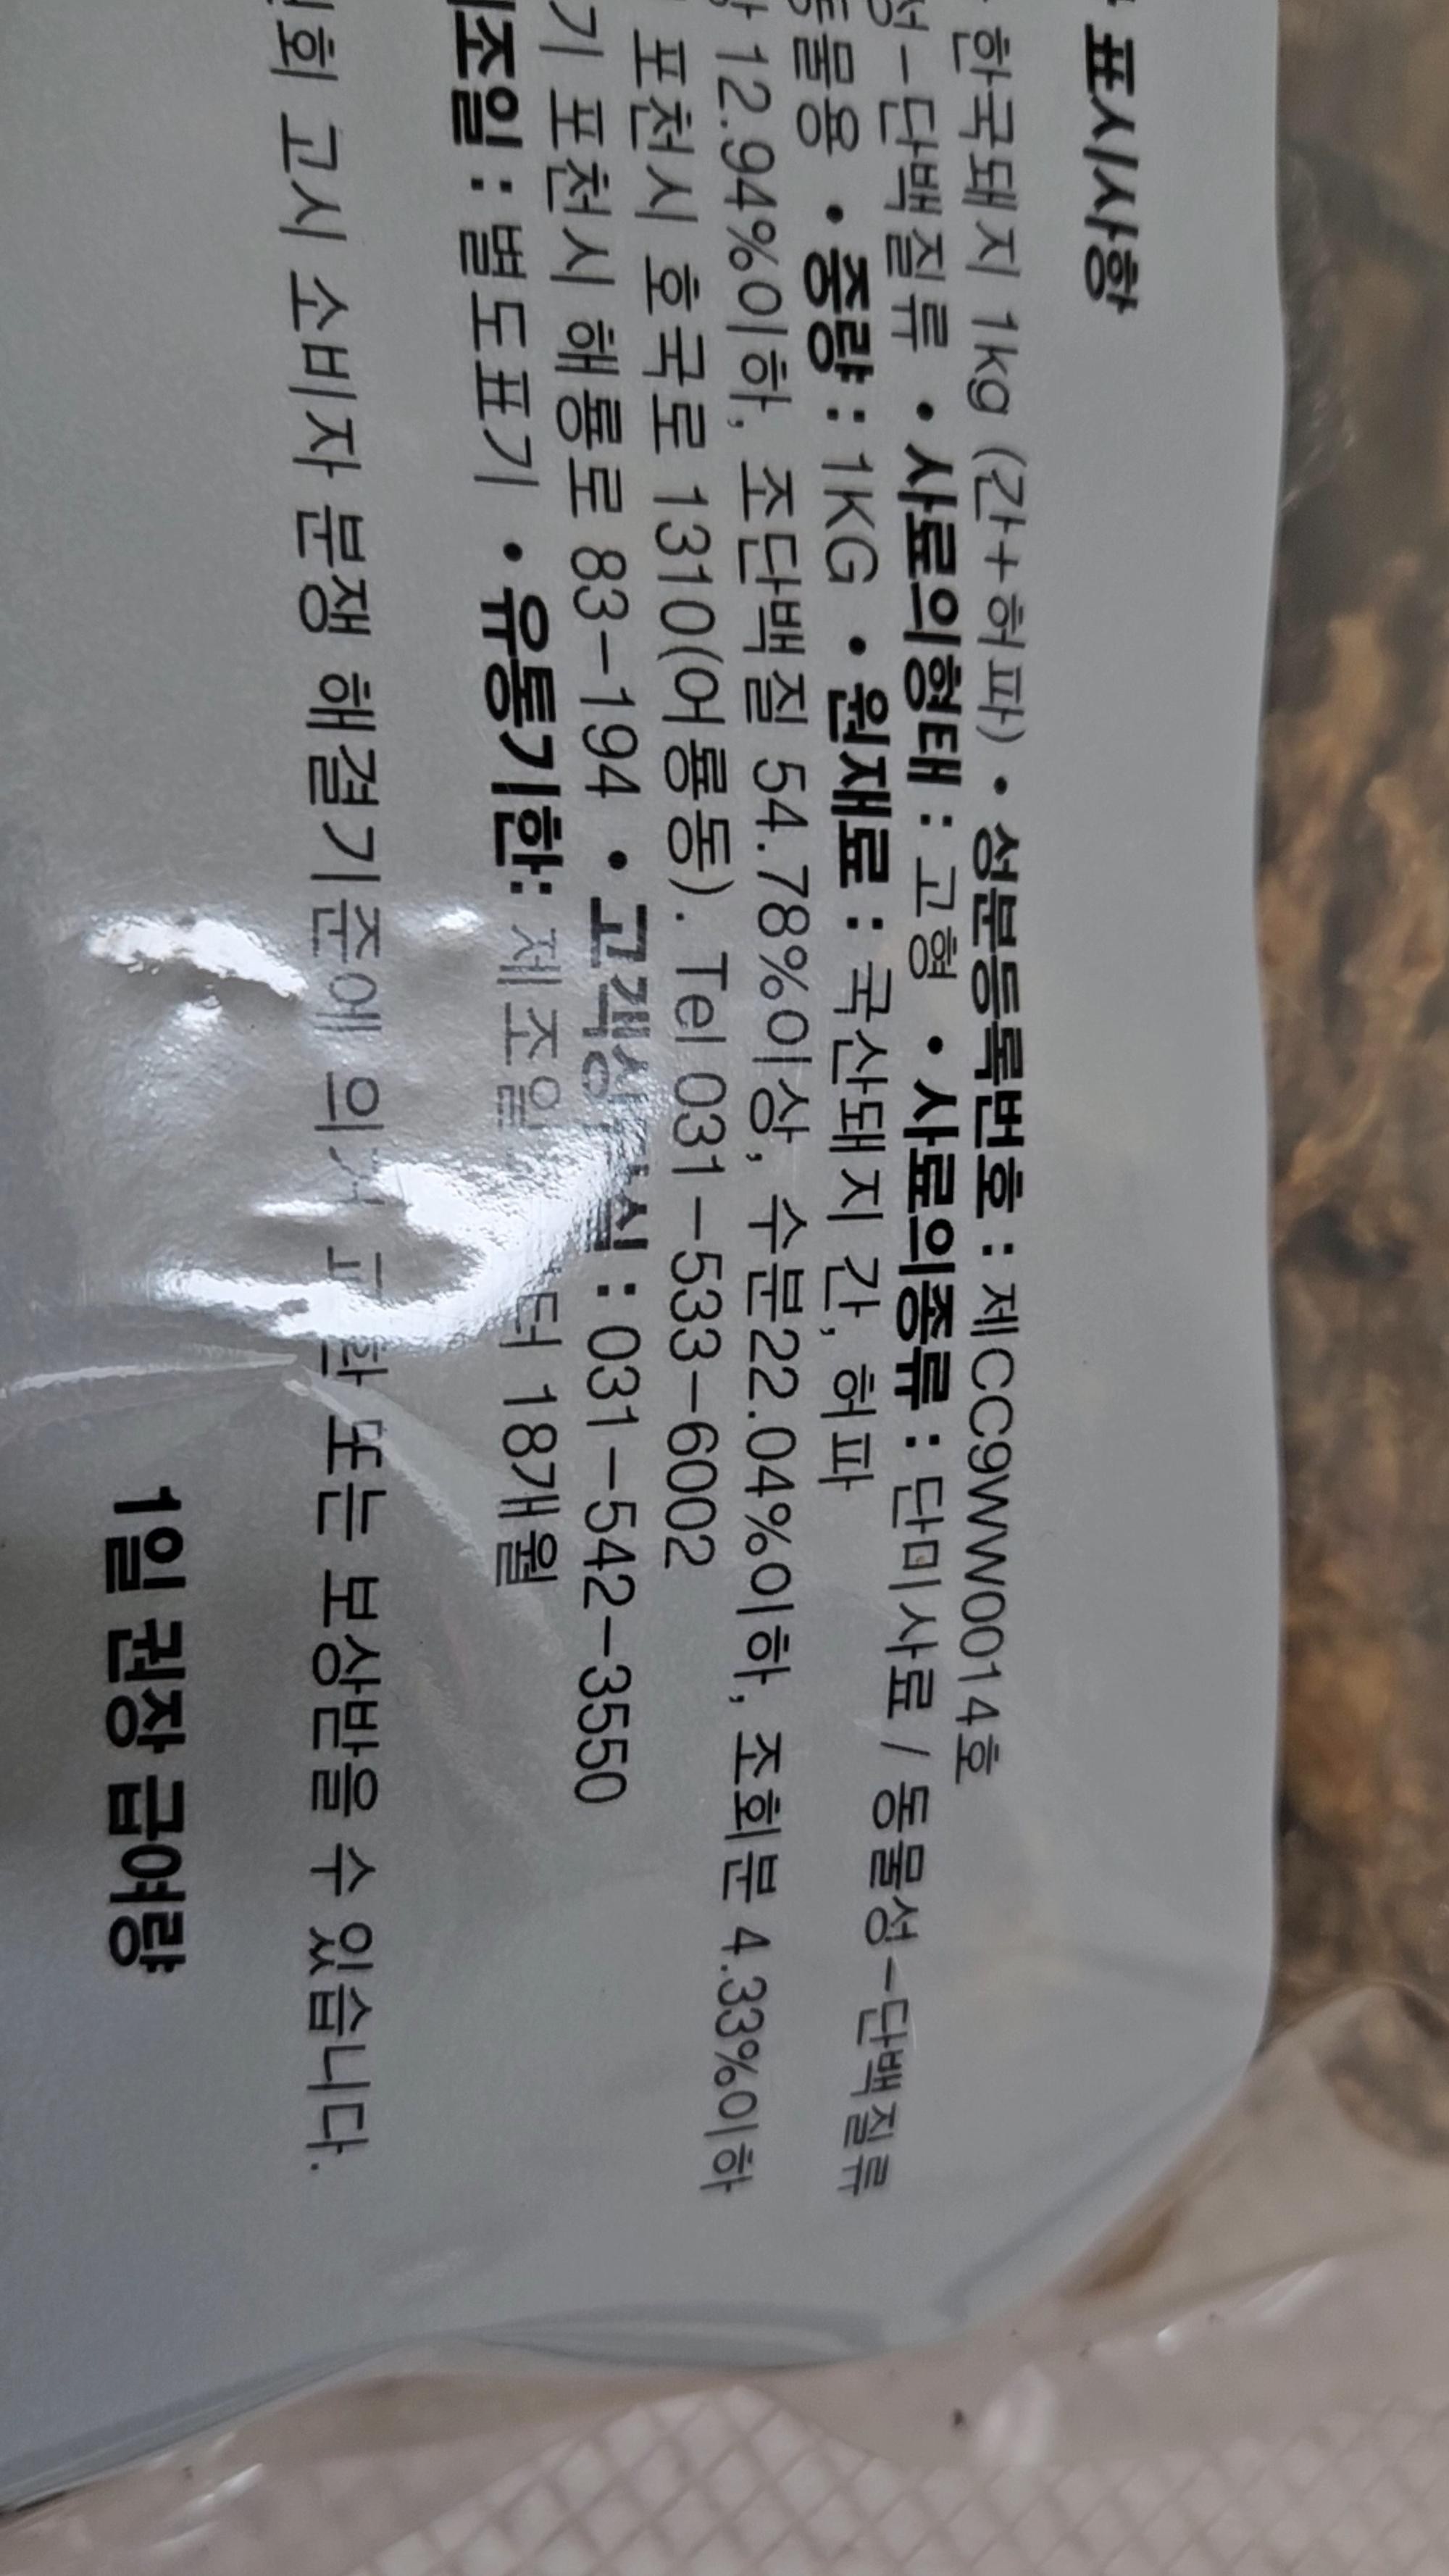 표시사항
한국돼지 1kg (간+허파) • 성분등록번호 : 제CC9WW0014호
성-단백질류 • 사료의형태 : 고형 • 사료의종류 : 단미사료 / 동물성-단백질류
동물용 • 중량 : 1KG • 원재료 : 국산돼지 간, 허파
12.94%이하, 조단백질 54.78%이상, 수분22.04%이하, 조회분 4.33%이하
포천시 호국로 1310(어룡동). Tel 031-533-6002
기 포천시 해룡로 83-194 • 고객상 실 : 031-542-3550
조일 : 별도표기 • 유통기한: 제조일 터 18개월
회 고시 소비자 분쟁 해결기준에 의 교환 또는 보상받을 수 있습니다.
1일 권장 급여량